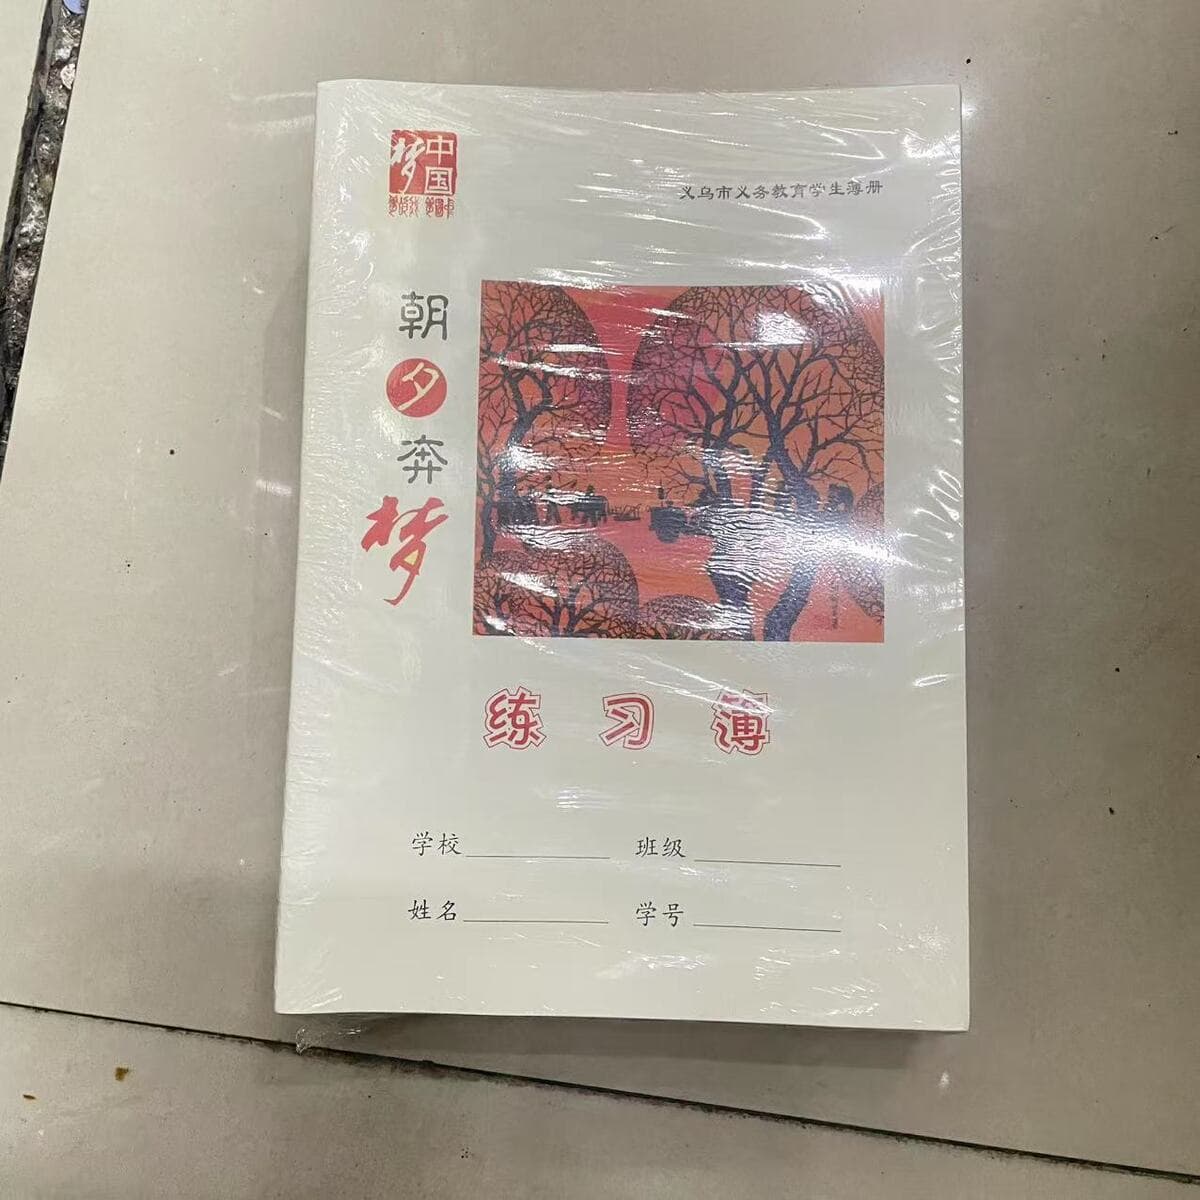 中国
梦
义乌市义务教育学生薄册
朝夕奔梦
练习簿
学校 班级
姓名 学号